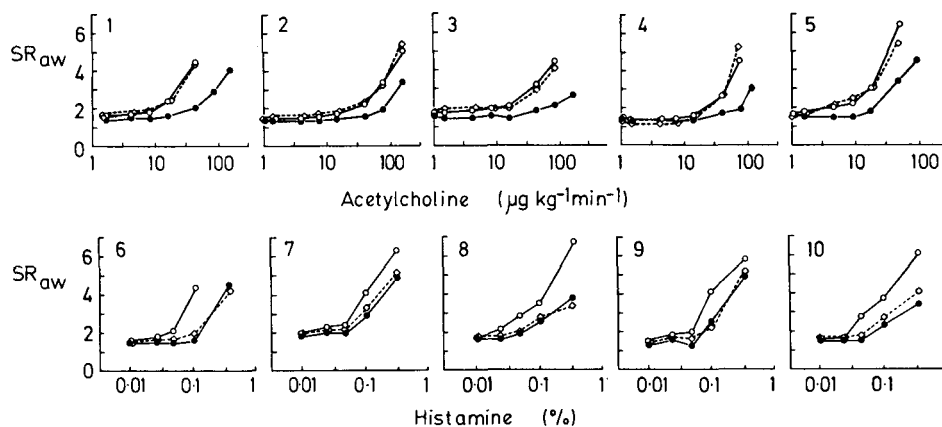 SRaw
6
4
2
0
1 2 3 4 5
1 10 100 1 10 100 1 10 100 1 10 100 1 10 100
Acetylcholine (μg kg-1min-1)
SRaw
6
4
2
0
6 7 8 9 10
0·01 0·1 1 0·01 0·1 1 0·01 0·1 1 0·01 0·1 1 0·01 0·1
Histamine (%)